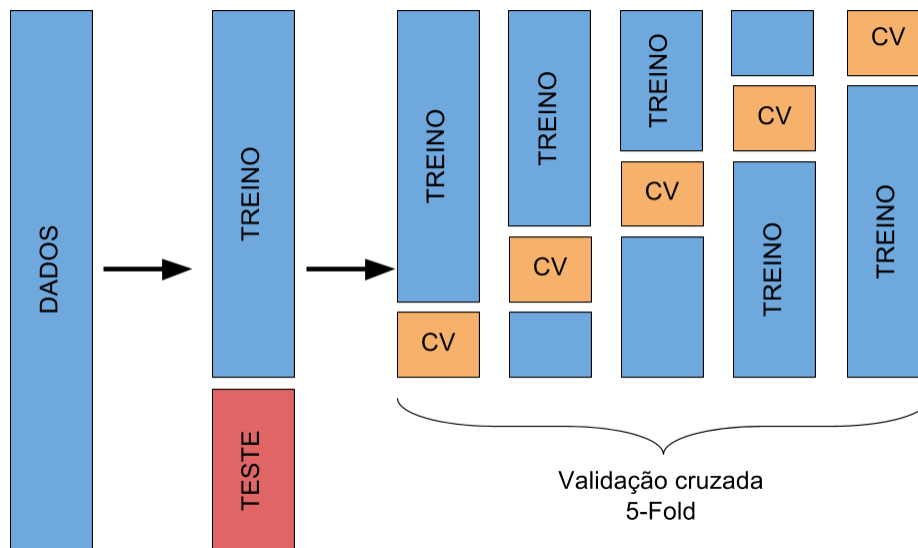 DADOS
TREINO
TESTE
TREINO
CV
TREINO
CV
TREINO
CV
CV
TREINO
CV
TREINO
Validação cruzada
5-Fold